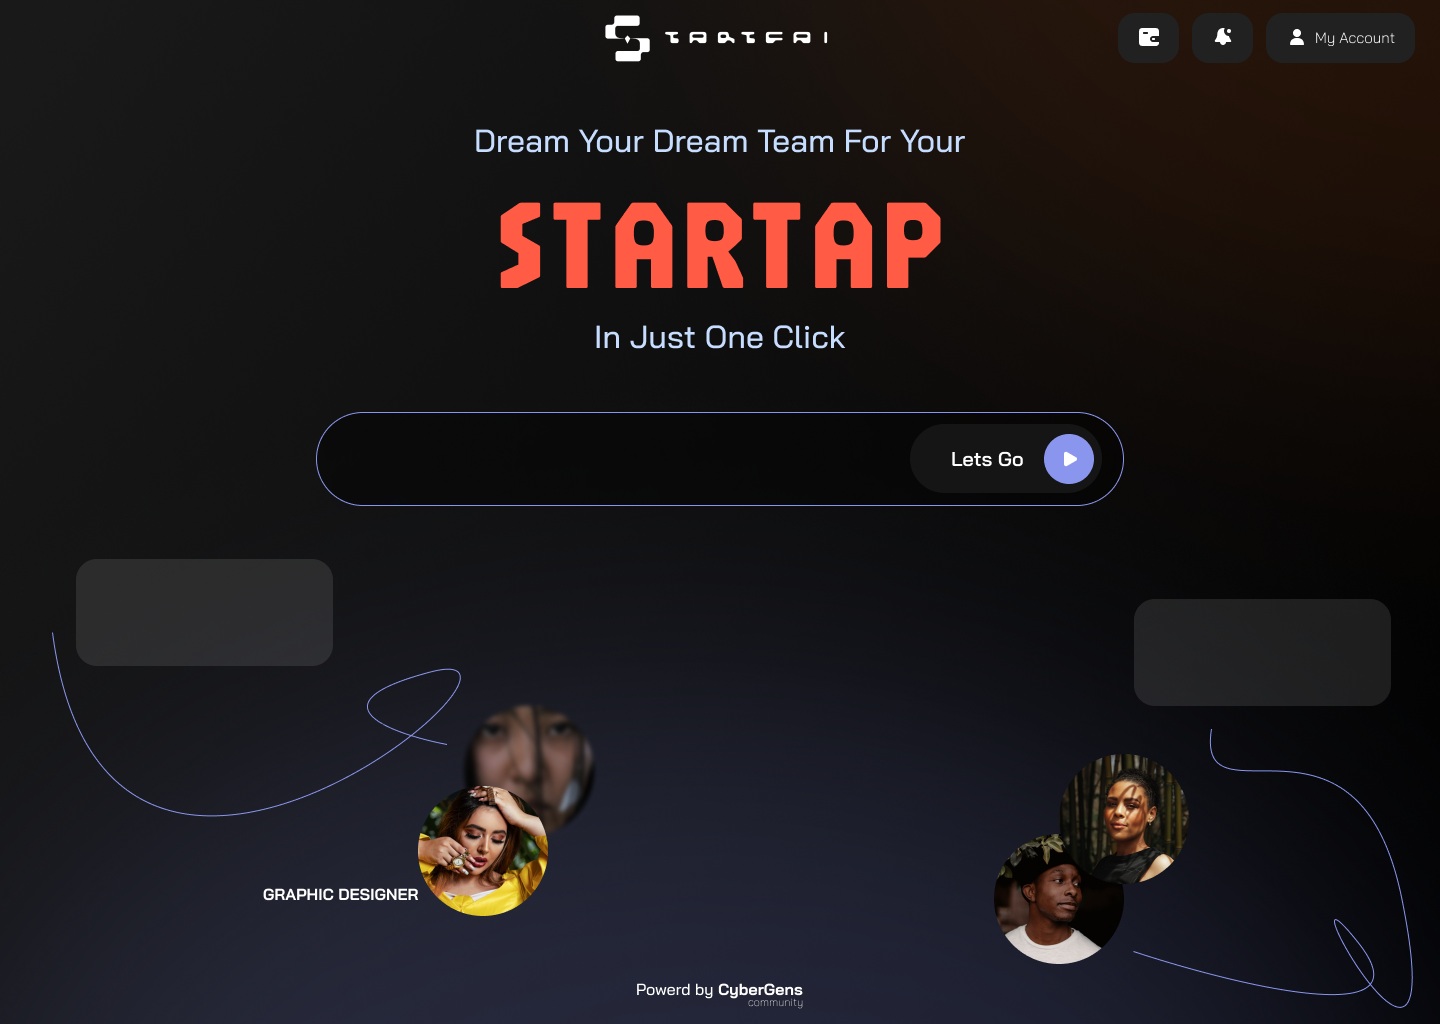 My Account
Dream Your Dream Team For Your
STARTAP
In Just One Click
Lets Go
GRAPHIC DESIGNER
Powerd by CyberGens
community